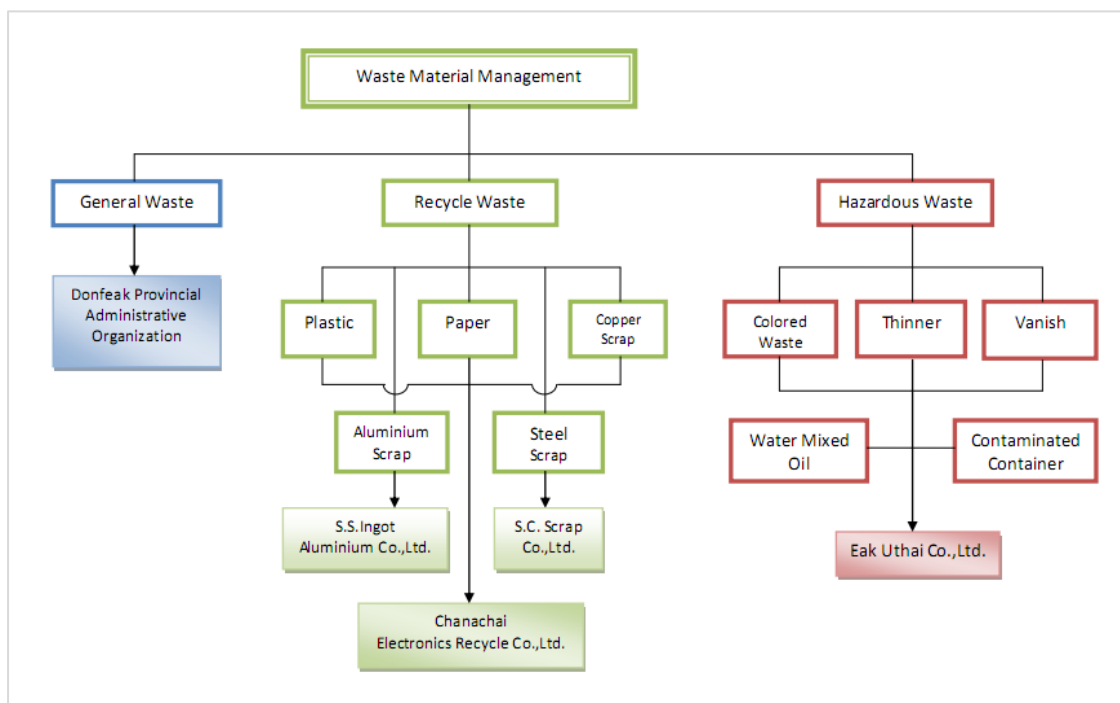 Waste Material Management
General Waste
Recycle Waste
Hazardous Waste
Donfeak Provincial
Administrative
Organization
Plastic
Paper
Copper
Scrap
Colored
Waste
Thinner
Vanish
Aluminium
Scrap
Steel
Scrap
Water Mixed
Oil
Contaminated
Container
S.S.Ingot
Aluminium Co.,Ltd.
S.C. Scrap
Co.,Ltd.
Eak Uthai Co.,Ltd.
Chanachai
Electronics Recycle Co.,Ltd.